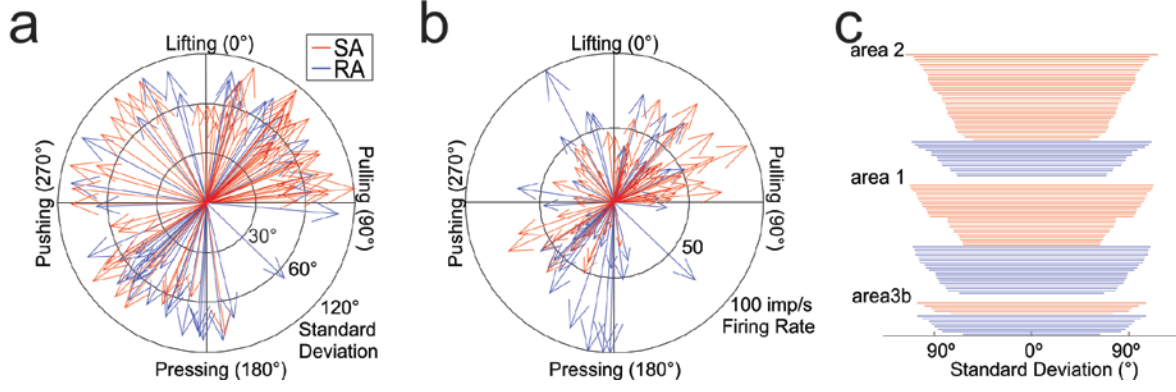 a
Lifting (0°)
SA
RA
Pushing (270°)
Pulling (90°)
30°
60°
120°
Standard
Deviation
Pressing (180°)
b
Lifting (0°)
Pushing (270°)
Pulling (90°)
50
100 imp/s
Firing Rate
Pressing (180°)
c
area 2
area 1
area3b
90° 0° 90°
Standard Deviation (°)